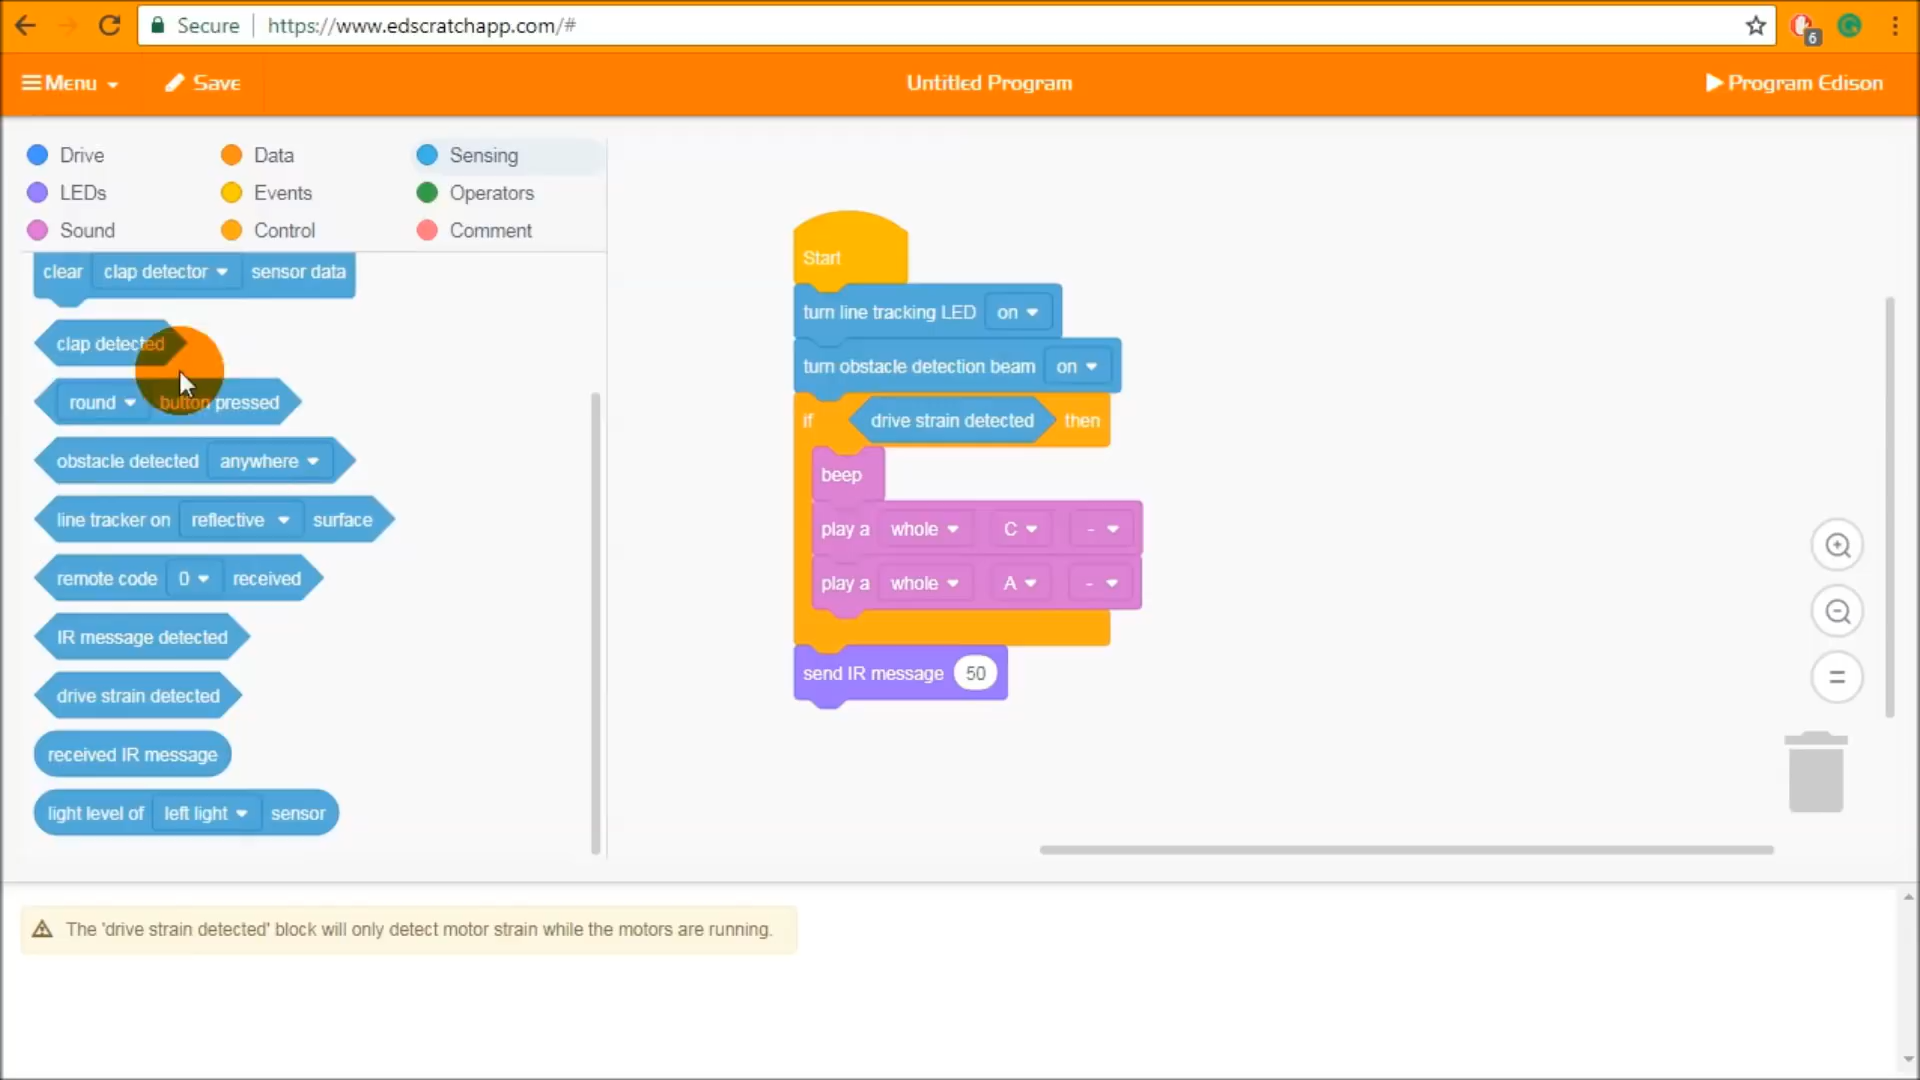 Secure https://www.edscratchapp.com/#
6
Menu Save Untitled Program Program Edison
Drive Data Sensing
LEDs Events Operators
Sound Control Comment
clear clap detector sensor data
clap detected
round button pressed
obstacle detected anywhere
line tracker on reflective surface
remote code 0 received
IR message detected
drive strain detected
received IR message
light level of left light sensor
Start
turn line tracking LED on
turn obstacle detection beam on
if drive strain detected then
beep
play a whole C -
play a whole A -
send IR message 50
The 'drive strain detected' block will only detect motor strain while the motors are running.